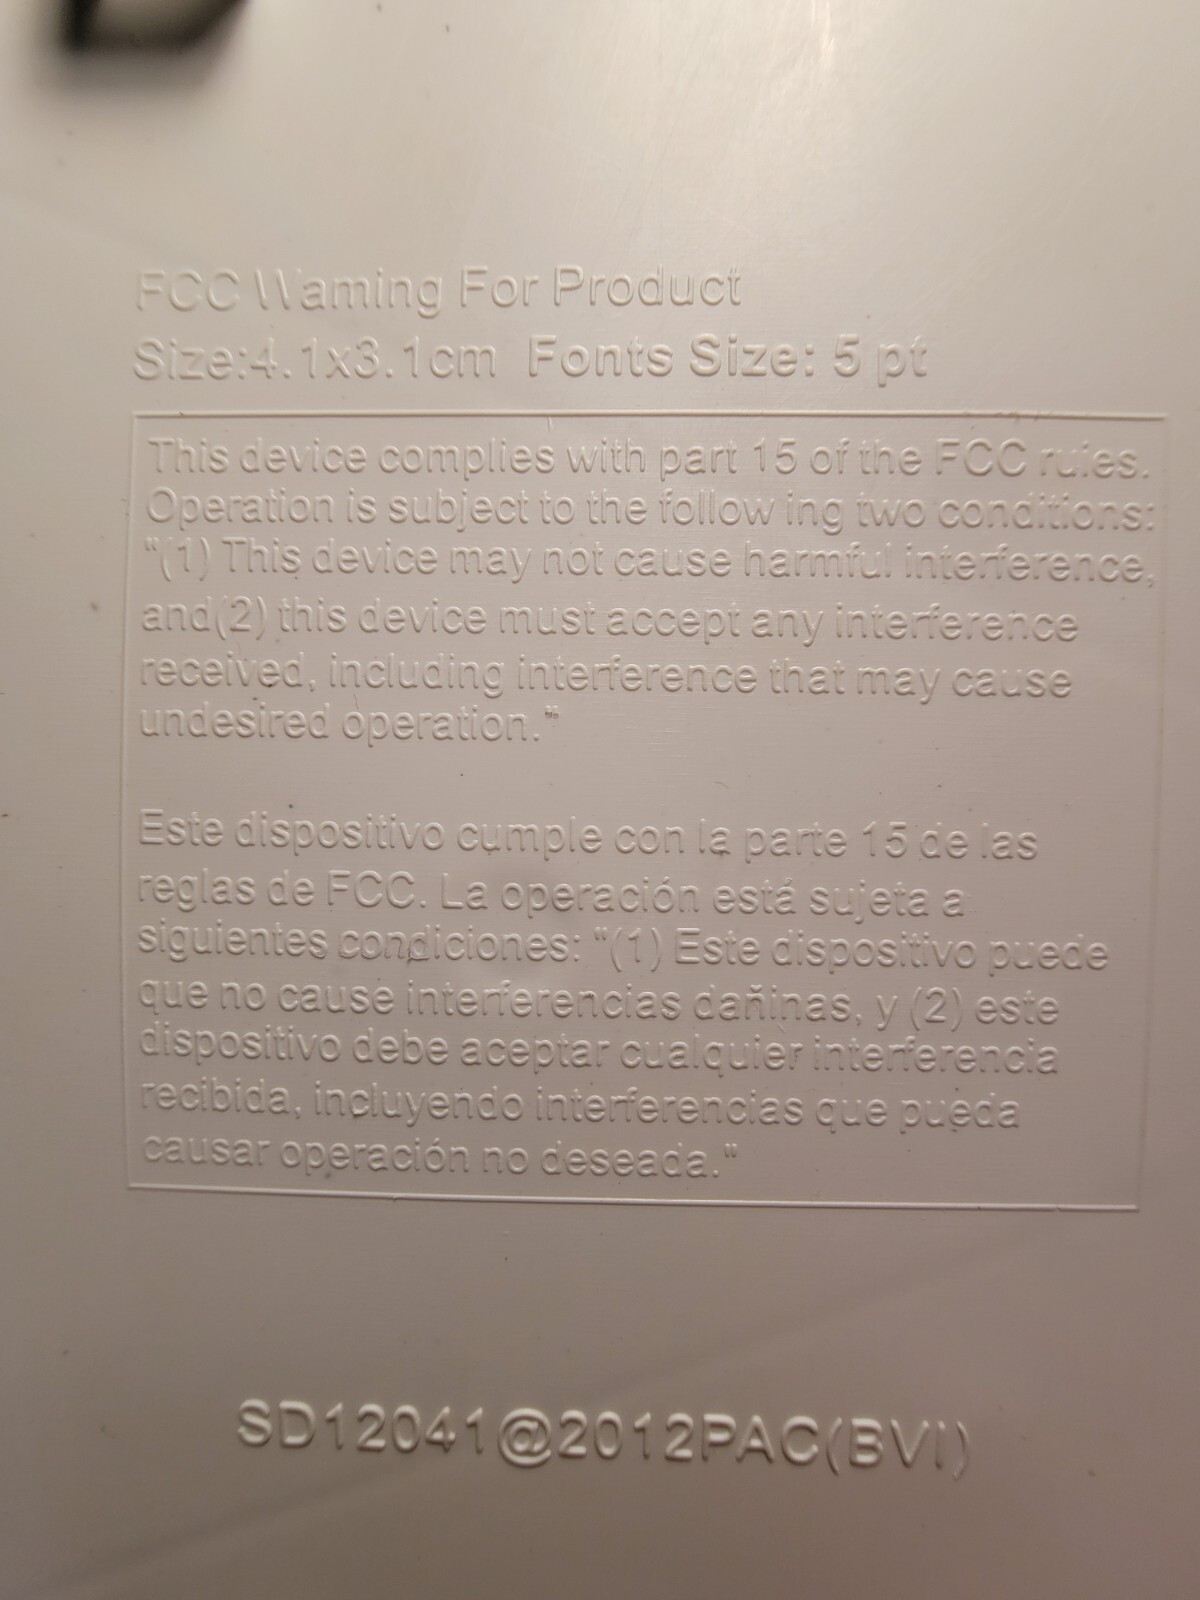 FCC Waming For Product
Size:4.1x3.1cm Fonts Size: 5 pt
This device complies with part 15 of the FCC rules.
Operation is subject to the follow ing two conditions:
"(1) This device may not cause harmful interference,
and(2) this device must accept any interference
received, including interference that may cause
undesired operation."
Este dispositivo cumple con la parte 15 de las
reglas de FCC. La operación está sujeta a
siguientes condiciones: "(1) Este dispositivo puede
que no cause interferencias dañinas, y (2) este
dispositivo debe aceptar cualquier interferencia
recibida, incluyendo interferencias que pueda
causar operación no deseada."
SD12041@2012PAC(BVI)